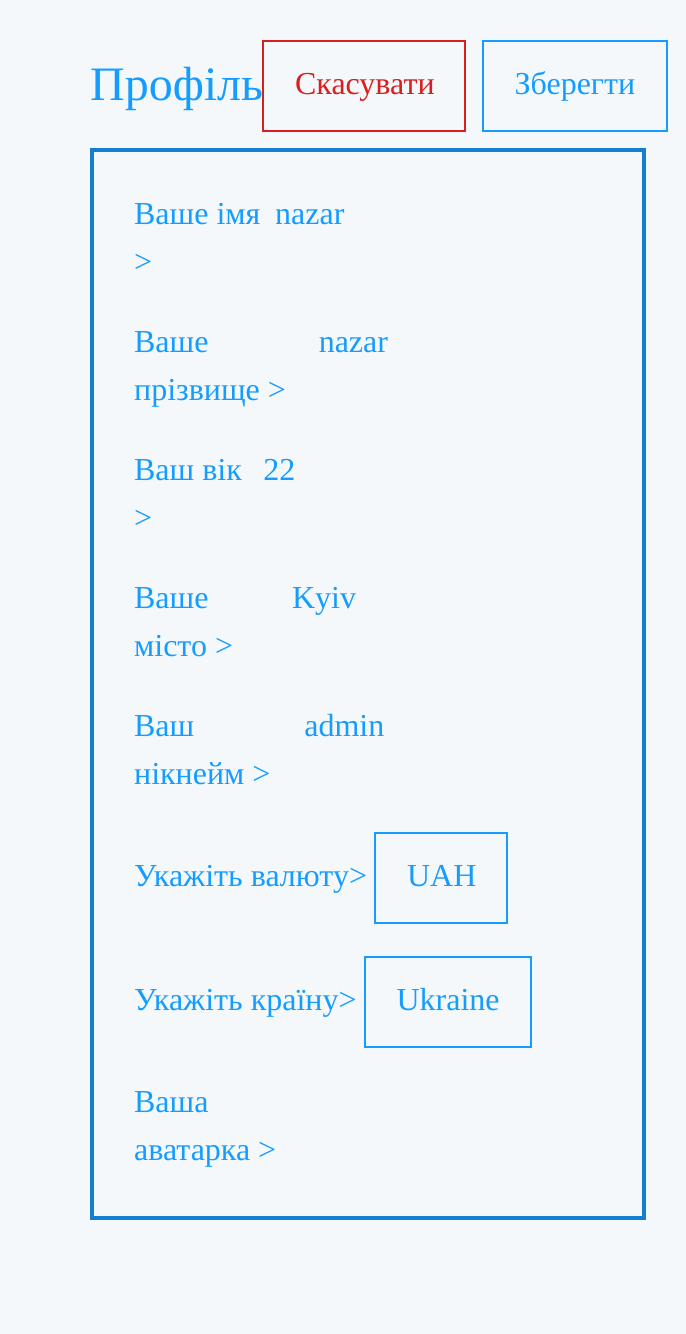 Профіль Скасувати Зберегти
Ваше імя nazar
>
Ваше nazar
прізвище >
Ваш вік 22
>
Ваше Kyiv
місто >
Ваш admin
нікнейм >
Укажіть валюту> UAH
Укажіть країну> Ukraine
Ваша
аватарка >